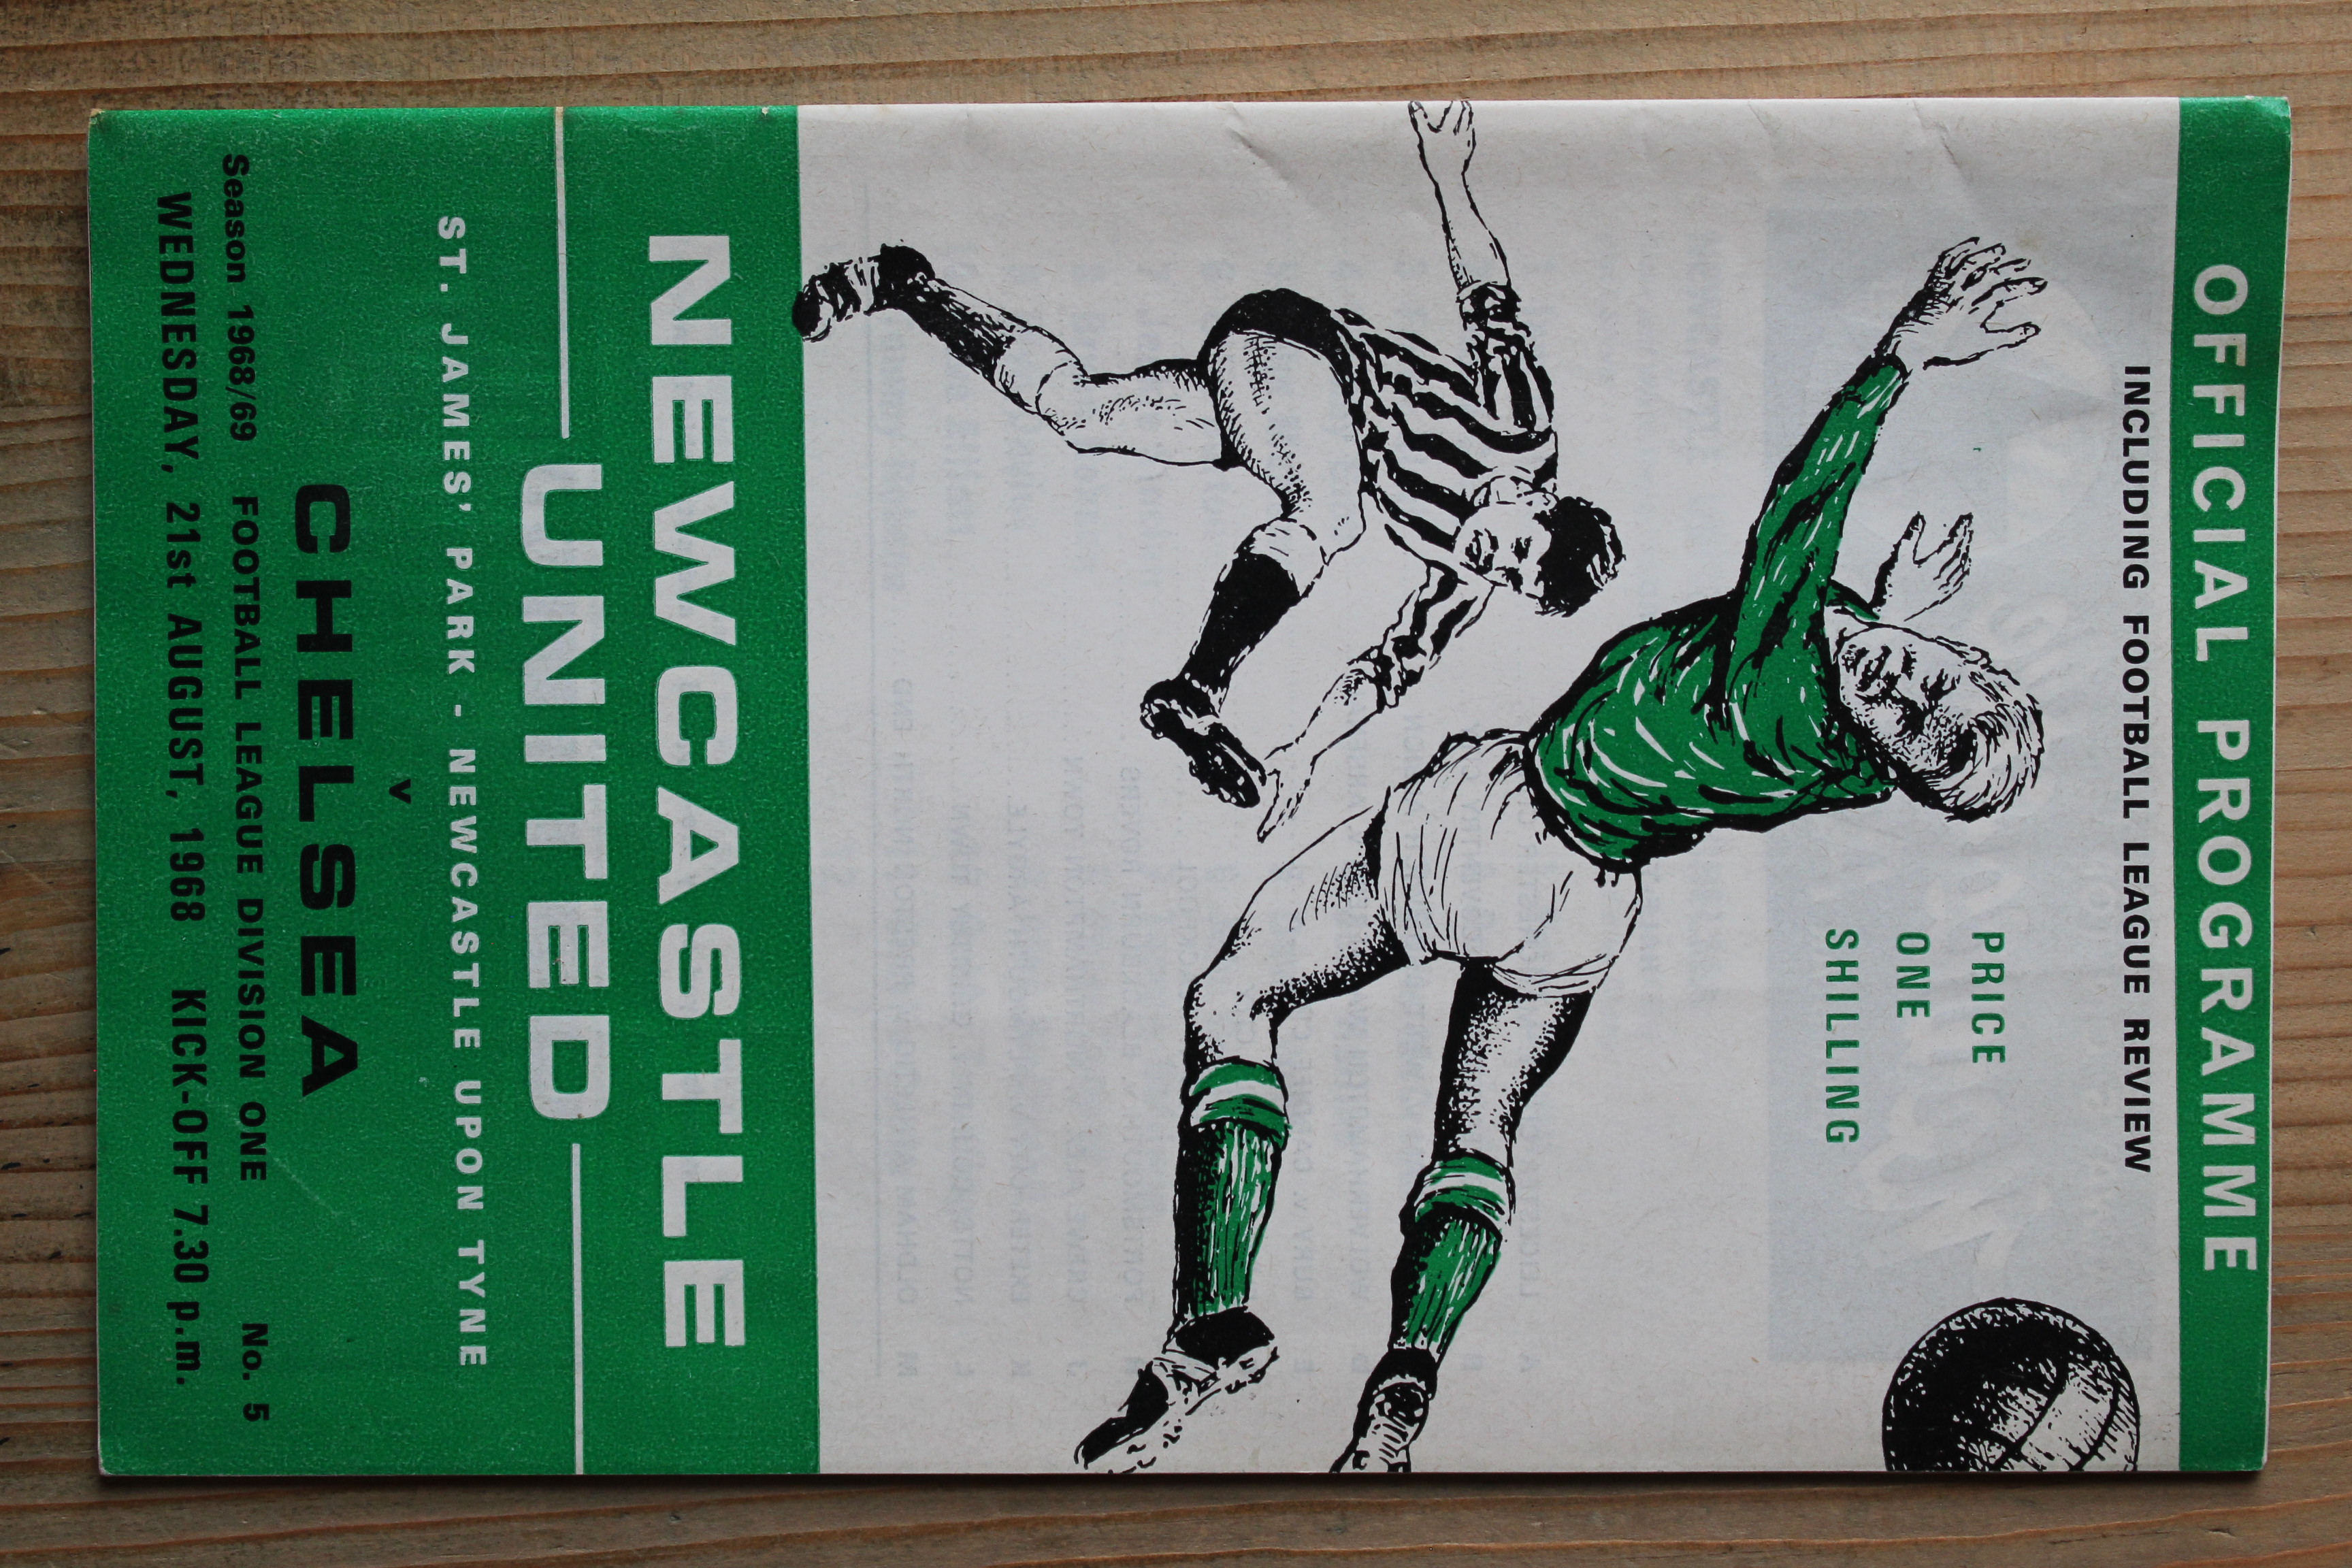 OFFICIAL PROGRAMME
INCLUDING FOOTBALL LEAGUE REVIEW
PRICE
ONE
SHILLING
NEWCASTLE
UNITED
ST. JAMES' PARK - NEWCASTLE UPON TYNE
v
CHELSEA
Season 1968/69 FOOTBALL LEAGUE DIVISION ONE No. 5
WEDNESDAY, 21st AUGUST, 1968 KICK-OFF 7.30 p.m.